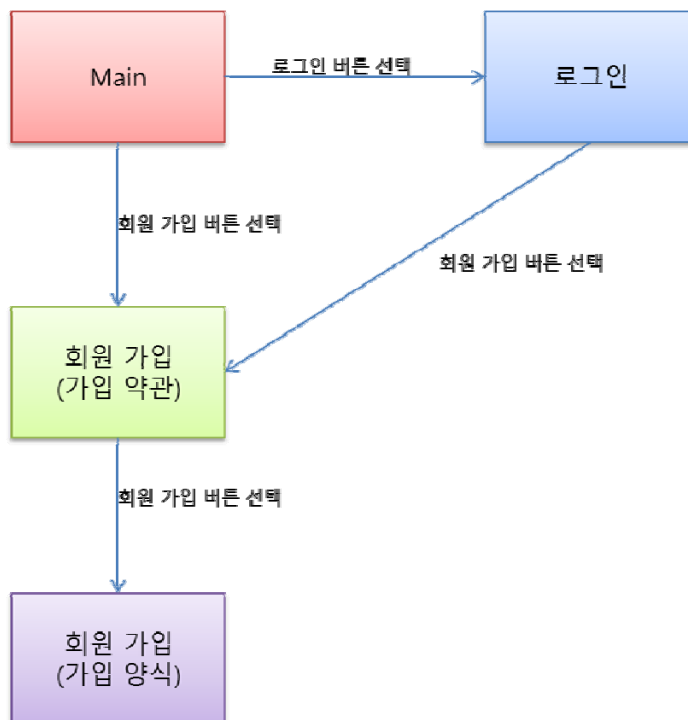 Main
로그인 버튼 선택
로그인
회원 가입 버튼 선택
회원 가입 버튼 선택
회원 가입
(가입 약관)
회원 가입 버튼 선택
회원 가입
(가입 양식)